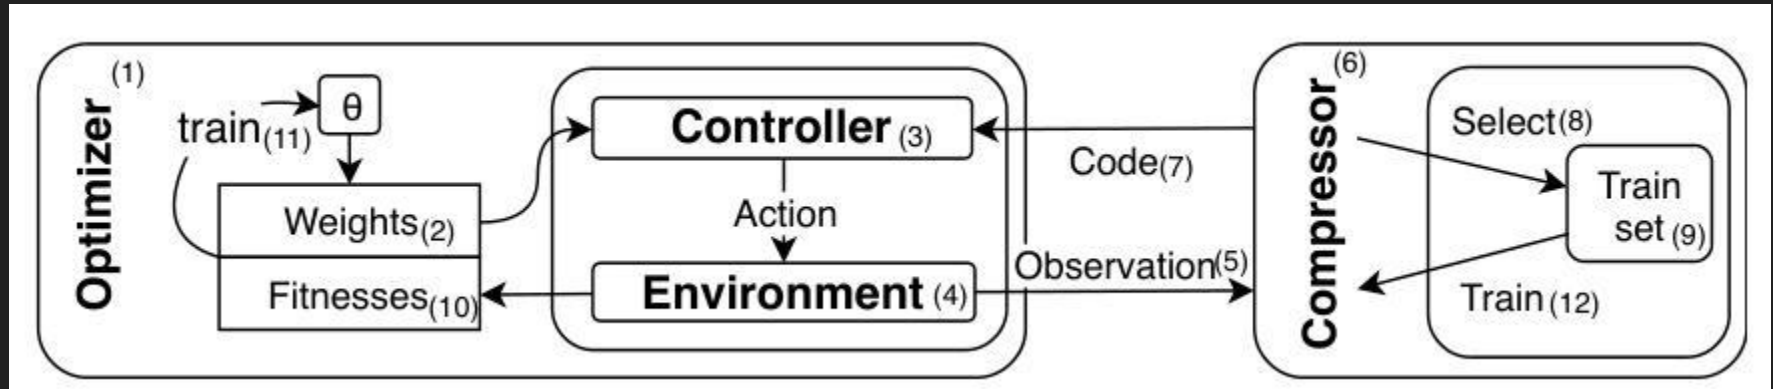 Optimizer (1)
θ
train(11)
Weights(2)
Fitnesses(10)
Controller (3)
Action
Environment (4)
Code(7)
Observation(5)
Compressor (6)
Select(8)
Train
set (9)
Train (12)